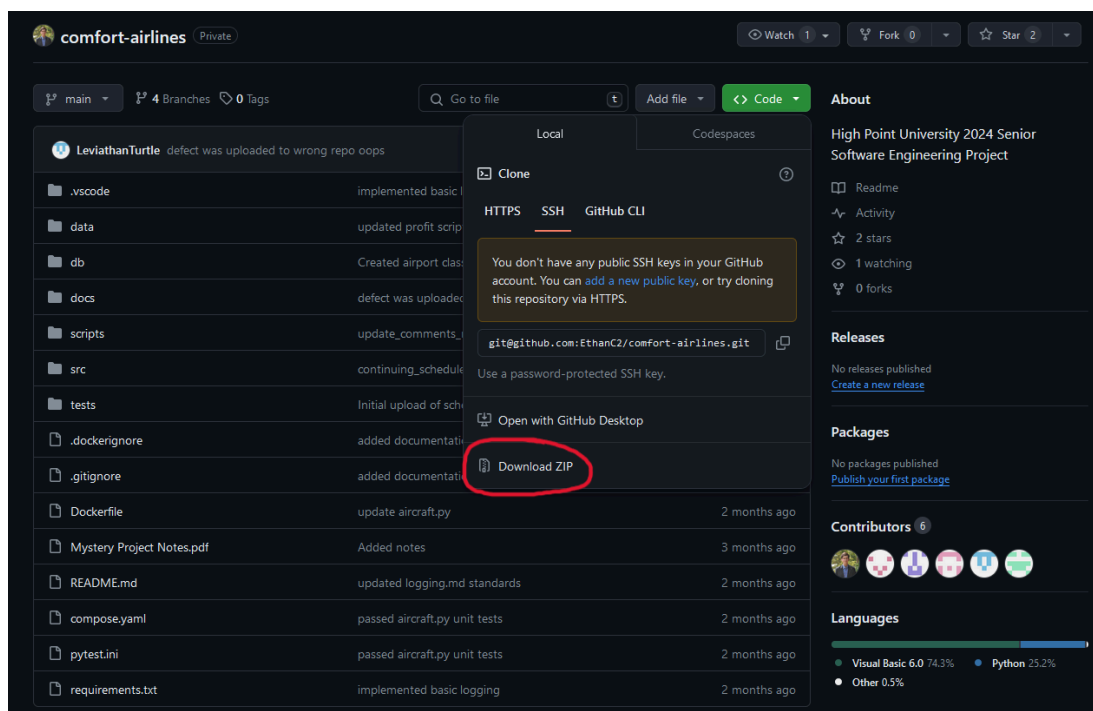 comfort-airlines Private
Watch 1 Fork 0 Star 2
main 4 Branches 0 Tags Go to file t Add file <> Code
LeviathanTurtle defect was uploaded to wrong repo oops
.vscode implemented basic
data updated profit scrip
db Created airport clas
docs defect was uploaded
scripts update_comments_
src continuing_schedule
tests Initial upload of sch
.dockerignore added documentati
.gitignore added documentati
Dockerfile update aircraft.py 2 months ago
Mystery Project Notes.pdf Added notes 3 months ago
README.md updated logging.md standards 2 months ago
compose.yaml passed aircraft.py unit tests 2 months ago
pytest.ini passed aircraft.py unit tests 2 months ago
requirements.txt implemented basic logging 2 months ago
Local Codespaces
Clone ?
HTTPS SSH GitHub CLI
You don't have any public SSH keys in your GitHub
account. You can add a new public key, or try cloning
this repository via HTTPS.
git@github.com:EthanC2/comfort-airlines.git
Use a password-protected SSH key.
Open with GitHub Desktop
Download ZIP
About
High Point University 2024 Senior
Software Engineering Project
Readme
Activity
2 stars
1 watching
0 forks
Releases
No releases published
Create a new release
Packages
No packages published
Publish your first package
Contributors 6
Languages
Visual Basic 6.0 74.3% Python 25.2%
Other 0.5%